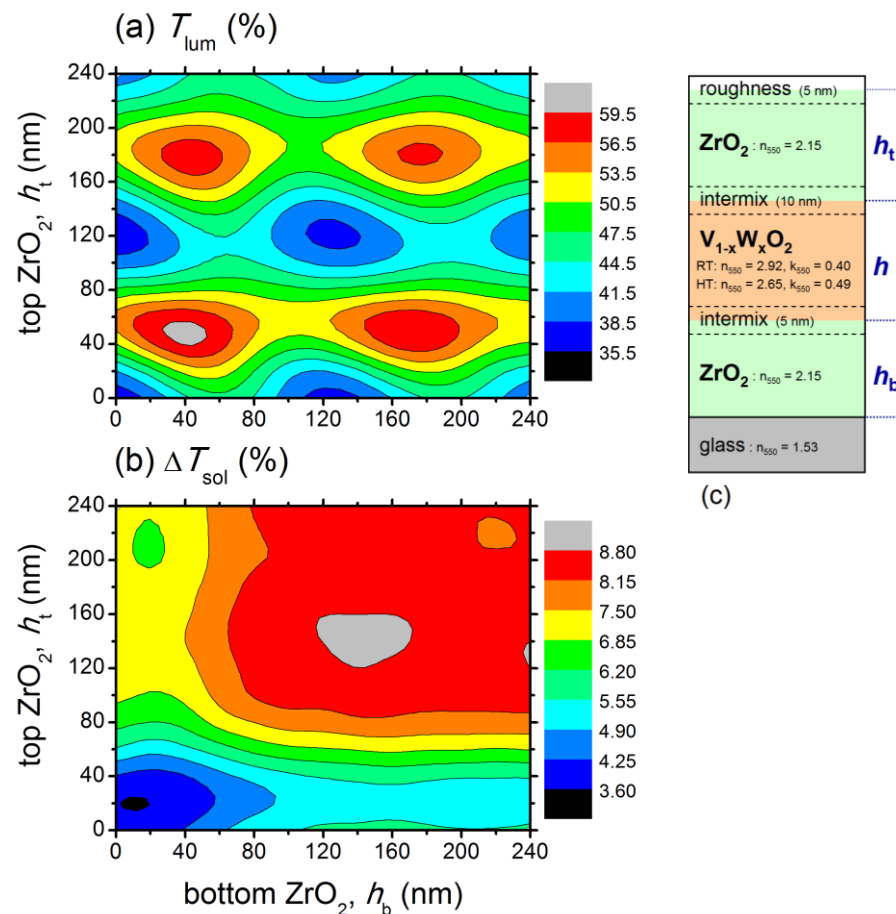 (a) T_lum (%)
240
200
160
120
80
40
0
top ZrO₂, h_t (nm)
0 40 80 120 160 200 240
59.5
56.5
53.5
50.5
47.5
44.5
41.5
38.5
35.5
(b) ΔT_sol (%)
240
200
160
120
80
40
0
top ZrO₂, h_t (nm)
0 40 80 120 160 200 240
bottom ZrO₂, h_b (nm)
8.80
8.15
7.50
6.85
6.20
5.55
4.90
4.25
3.60
roughness (5 nm)
ZrO₂ : n₅₅₀ = 2.15
h_t
intermix (10 nm)
V₁₋ₓWₓO₂
RT: n₅₅₀ = 2.92, k₅₅₀ = 0.40
HT: n₅₅₀ = 2.65, k₅₅₀ = 0.49
h
intermix (5 nm)
ZrO₂ : n₅₅₀ = 2.15
h_b
glass : n₅₅₀ = 1.53
(c)